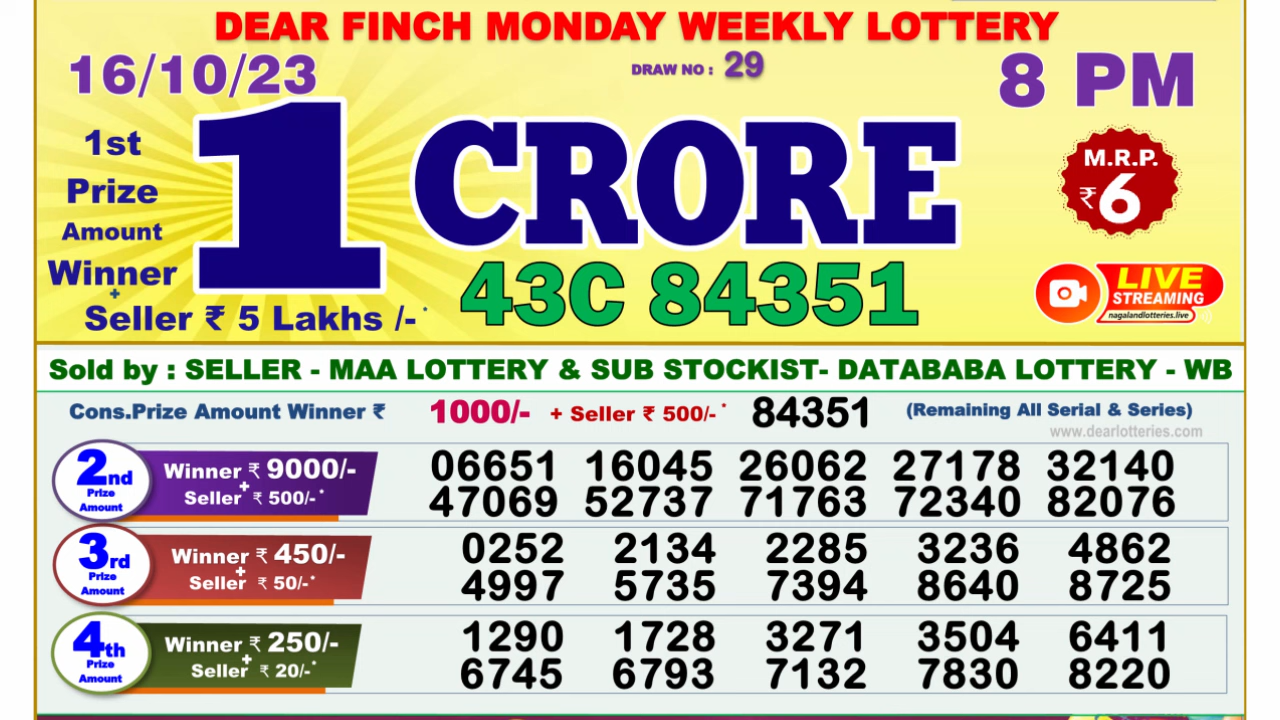 DEAR FINCH MONDAY WEEKLY LOTTERY
16/10/23 DRAW NO : 29 8 PM
1st
Prize
Amount
Winner
1 CRORE
M.R.P.
₹ 6
+
Seller ₹ 5 Lakhs /-*
43C 84351
LIVE
STREAMING
nagalandlotteries.live
Sold by : SELLER - MAA LOTTERY & SUB STOCKIST- DATABABA LOTTERY - WB
Cons.Prize Amount Winner ₹ 1000/- + Seller ₹ 500/-* 84351 (Remaining All Serial & Series)
www.dearlotteries.com
2nd
Prize
Amount
Winner ₹ 9000/-
+
Seller ₹ 500/-*
06651 16045 26062 27178 32140
47069 52737 71763 72340 82076
3rd
Prize
Amount
Winner ₹ 450/-
+
Seller ₹ 50/-*
0252 2134 2285 3236 4862
4997 5735 7394 8640 8725
4th
Prize
Amount
Winner ₹ 250/-
+
Seller ₹ 20/-*
1290 1728 3271 3504 6411
6745 6793 7132 7830 8220